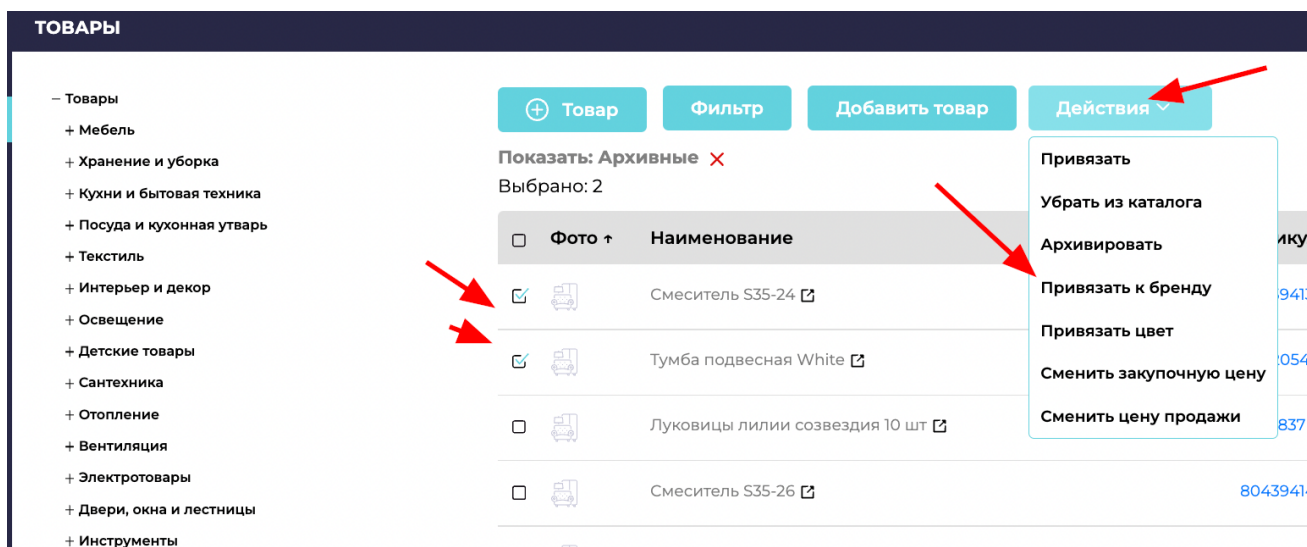 ТОВАРЫ
– Товары
+ Мебель
+ Хранение и уборка
+ Кухни и бытовая техника
+ Посуда и кухонная утварь
+ Текстиль
+ Интерьер и декор
+ Освещение
+ Детские товары
+ Сантехника
+ Отопление
+ Вентиляция
+ Электротовары
+ Двери, окна и лестницы
+ Инструменты
Товар
Фильтр
Добавить товар
Действия
Показать: Архивные
Выбрано: 2
Привязать
Убрать из каталога
Архивировать
Привязать к бренду
Привязать цвет
Сменить закупочную цену
Сменить цену продажи
Фото ↑ Наименование
Смеситель S35-24
Тумба подвесная White
Луковицы лилии созвездия 10 шт
Смеситель S35-26